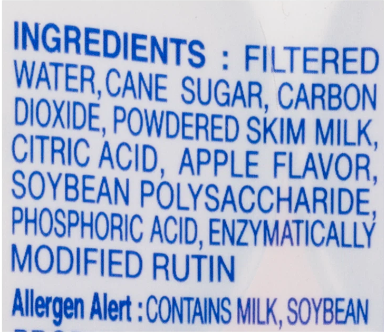 INGREDIENTS : FILTERED
WATER, CANE SUGAR, CARBON
DIOXIDE, POWDERED SKIM MILK,
CITRIC ACID, APPLE FLAVOR,
SOYBEAN POLYSACCHARIDE,
PHOSPHORIC ACID, ENZYMATICALLY
MODIFIED RUTIN
Allergen Alert : CONTAINS MILK, SOYBEAN